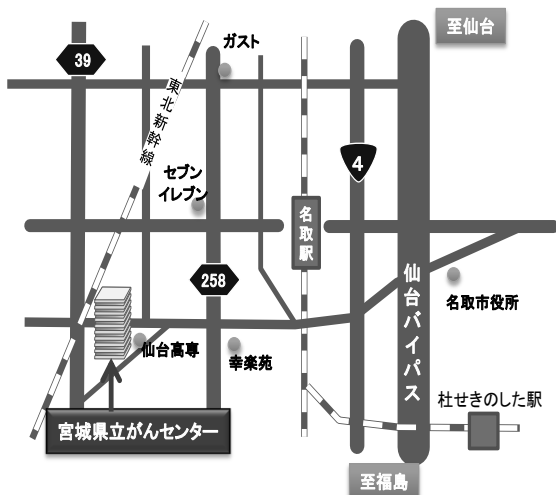 至仙台
ガスト
39
東北新幹線
4
セブン
イレブン
名取駅
258
仙台バイパス
名取市役所
仙台高専
幸楽苑
杜せきのした駅
宮城県立がんセンター
至福島